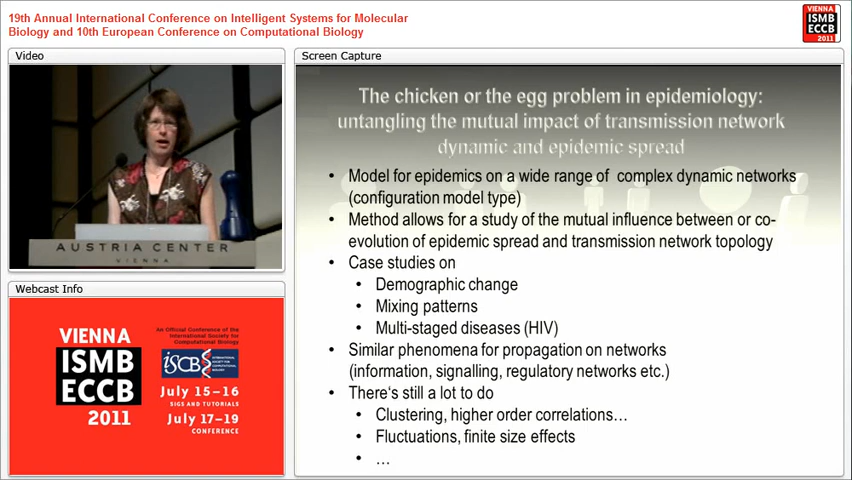 19th Annual International Conference on Intelligent Systems for Molecular
Biology and 10th European Conference on Computational Biology
VIENNA
ISMB
ECCB
2011
Video
Screen Capture
AUSTRIA CENTER
VIENNA
Webcast Info
VIENNA
ISMB
ECCB
2011
An Official Conference of the
International Society for
Computational Biology
ISCB
INTERNATIONAL
SOCIETY FOR
COMPUTATIONAL
BIOLOGY
July 15–16
SIGS AND TUTORIALS
July 17–19
CONFERENCE
The chicken or the egg problem in epidemiology:
untangling the mutual impact of transmission network
dynamic and epidemic spread
• Model for epidemics on a wide range of complex dynamic networks
(configuration model type)
• Method allows for a study of the mutual influence between or co-
evolution of epidemic spread and transmission network topology
• Case studies on
• Demographic change
• Mixing patterns
• Multi-staged diseases (HIV)
• Similar phenomena for propagation on networks
(information, signalling, regulatory networks etc.)
• There‘s still a lot to do
• Clustering, higher order correlations…
• Fluctuations, finite size effects
• …